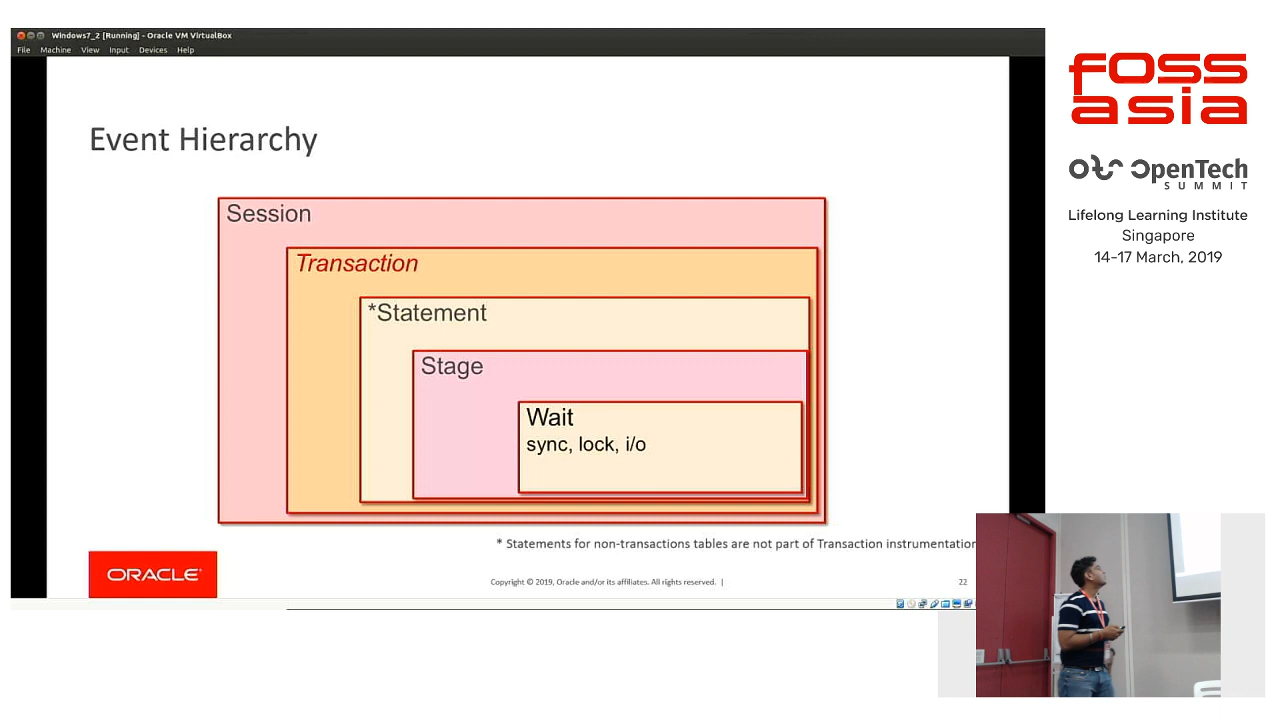 Windows7_2 [Running] - Oracle VM VirtualBox
File Machine View Input Devices Help
Event Hierarchy
Session
Transaction
*Statement
Stage
Wait
sync, lock, i/o
* Statements for non-transactions tables are not part of Transaction instrumentation
ORACLE
Copyright © 2019, Oracle and/or its affiliates. All rights reserved. |
22
FOSS
asia
OpenTech
SUMMIT
Lifelong Learning Institute
Singapore
14-17 March, 2019